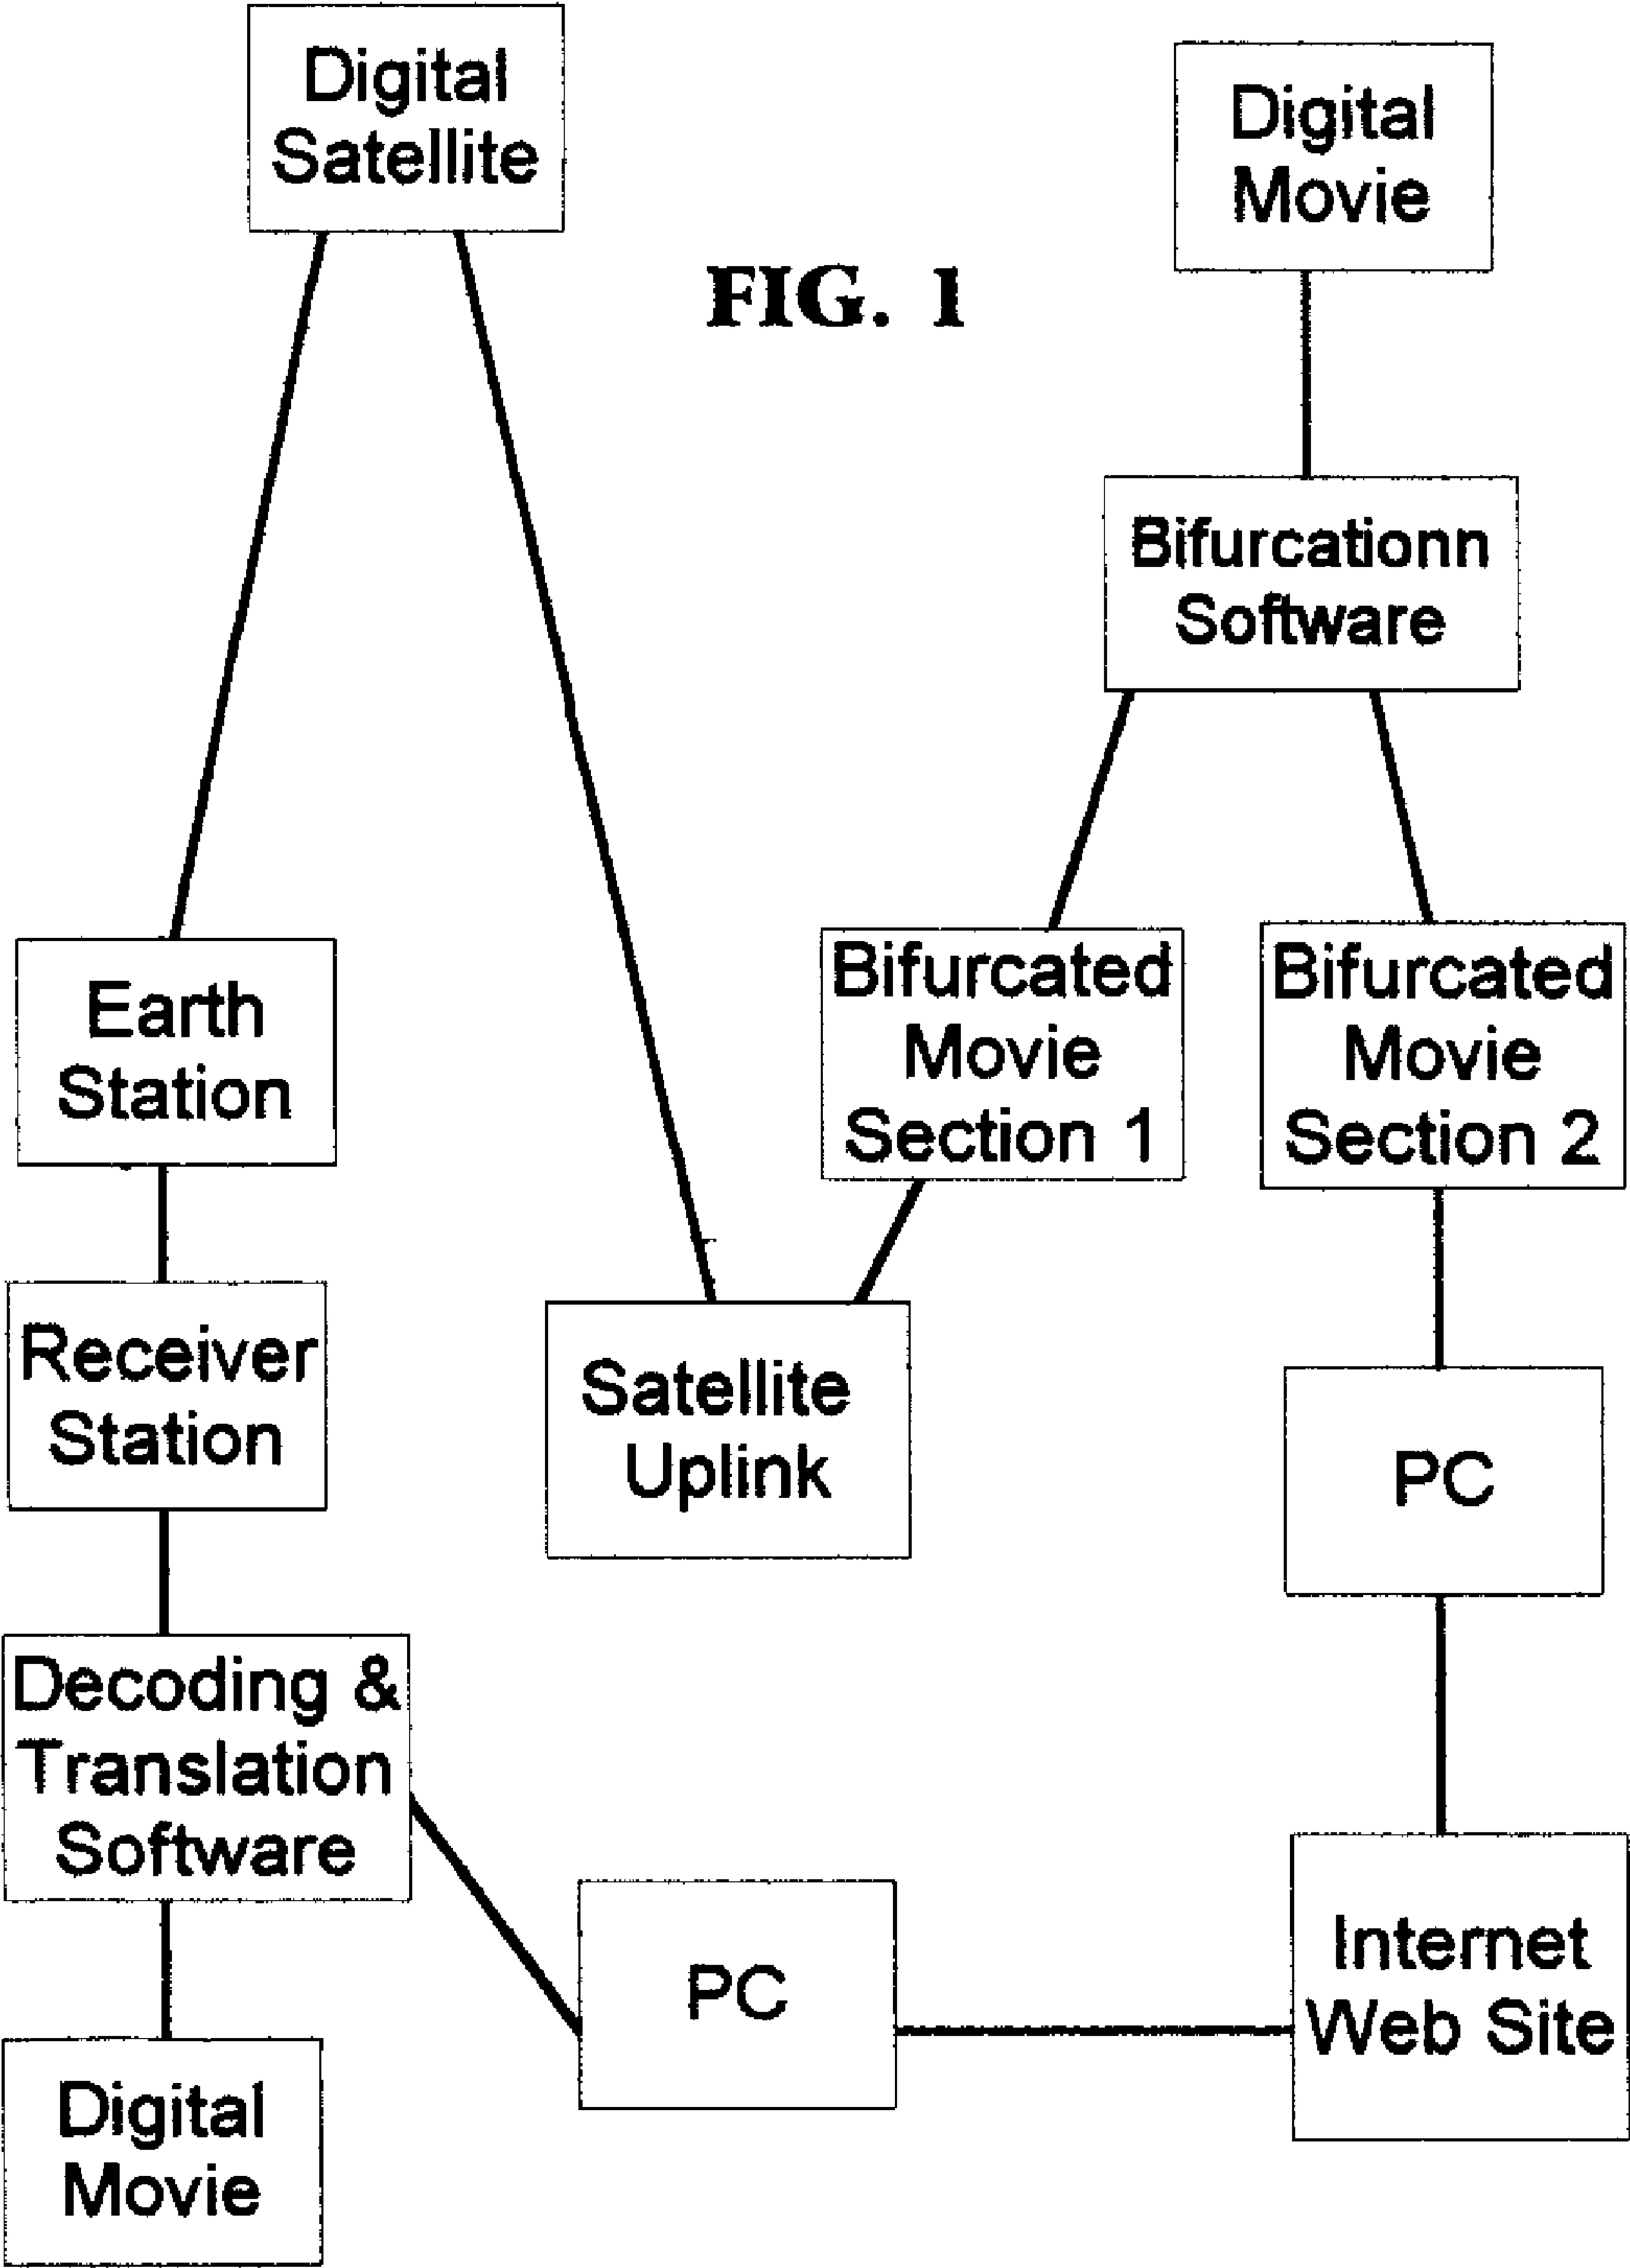 Digital
Satellite
Digital
Movie
FIG. 1
Bifurcationn
Software
Bifurcated
Movie
Section 1
Bifurcated
Movie
Section 2
Earth
Station
Receiver
Station
Satellite
Uplink
PC
Decoding &
Translation
Software
PC
Internet
Web Site
Digital
Movie